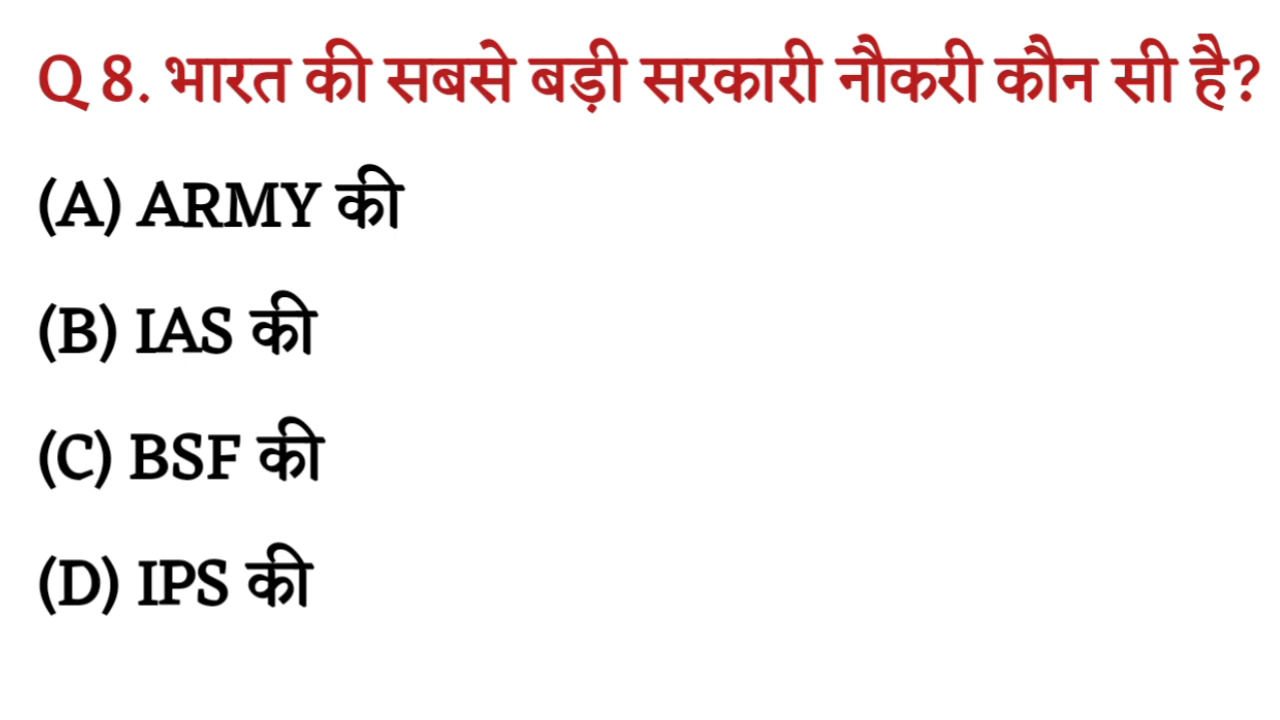 Q 8. भारत की सबसे बड़ी सरकारी नौकरी कौन सी है?
(A) ARMY की
(B) IAS की
(C) BSF की
(D) IPS की